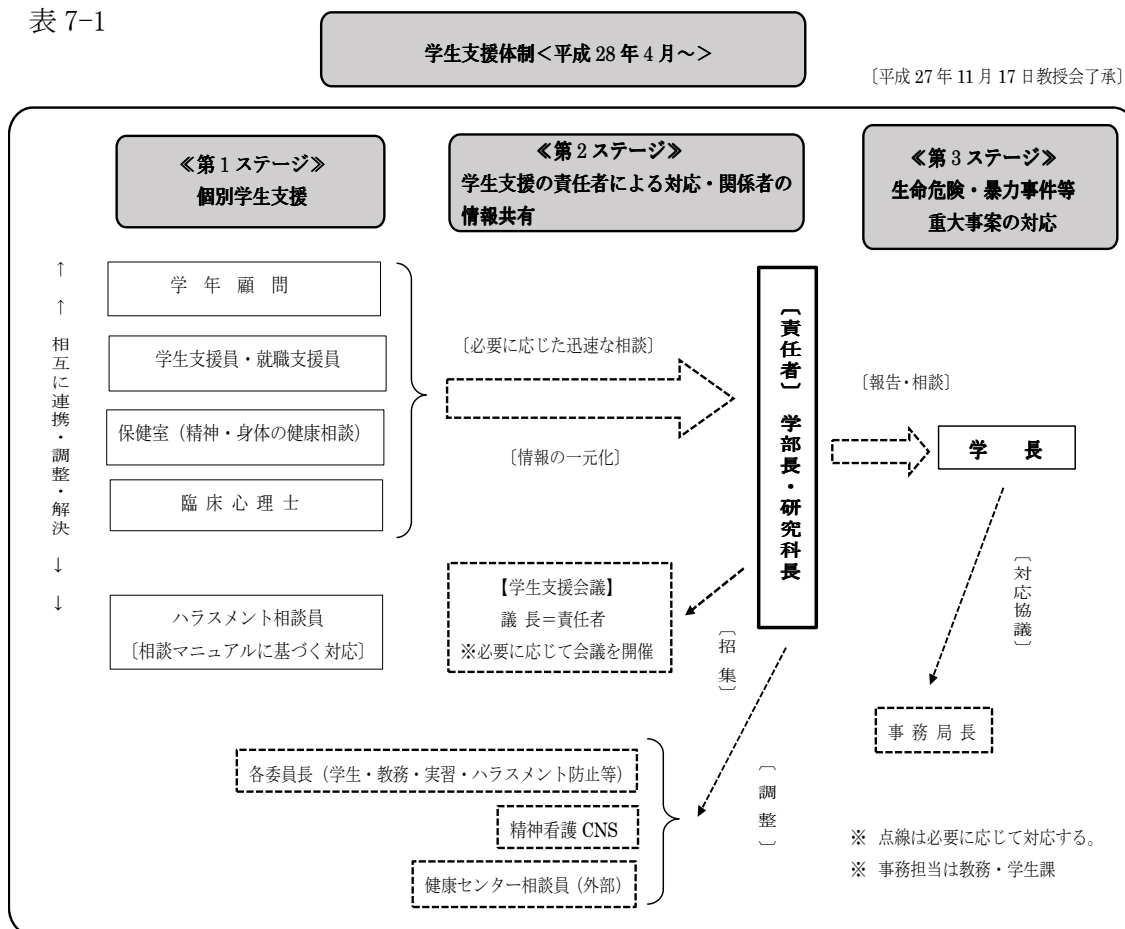 表 7-1
学生支援体制＜平成 28 年 4 月～＞
〔平成 27 年 11 月 17 日教授会了承〕
≪第 1 ステージ≫
個別学生支援
≪第 2 ステージ≫
学生支援の責任者による対応・関係者の
情報共有
≪第 3 ステージ≫
生命危険・暴力事件等
重大事案の対応
↑↑相互に連携・調整・解決↓↓
学 年 顧 問
学生支援員・就職支援員
保健室（精神・身体の健康相談）
臨 床 心 理 士
ハラスメント相談員
〔相談マニュアルに基づく対応〕
〔必要に応じた迅速な相談〕
〔情報の一元化〕
【学生支援会議】
議 長＝責任者
※必要に応じて会議を開催
〔責任者〕 学部長・研究科長
〔招 集〕
〔調 整〕
〔報告・相談〕
学 長
〔対応協議〕
事 務 局 長
各委員長（学生・教務・実習・ハラスメント防止等）
精神看護 CNS
健康センター相談員（外部）
※ 点線は必要に応じて対応する。
※ 事務担当は教務・学生課